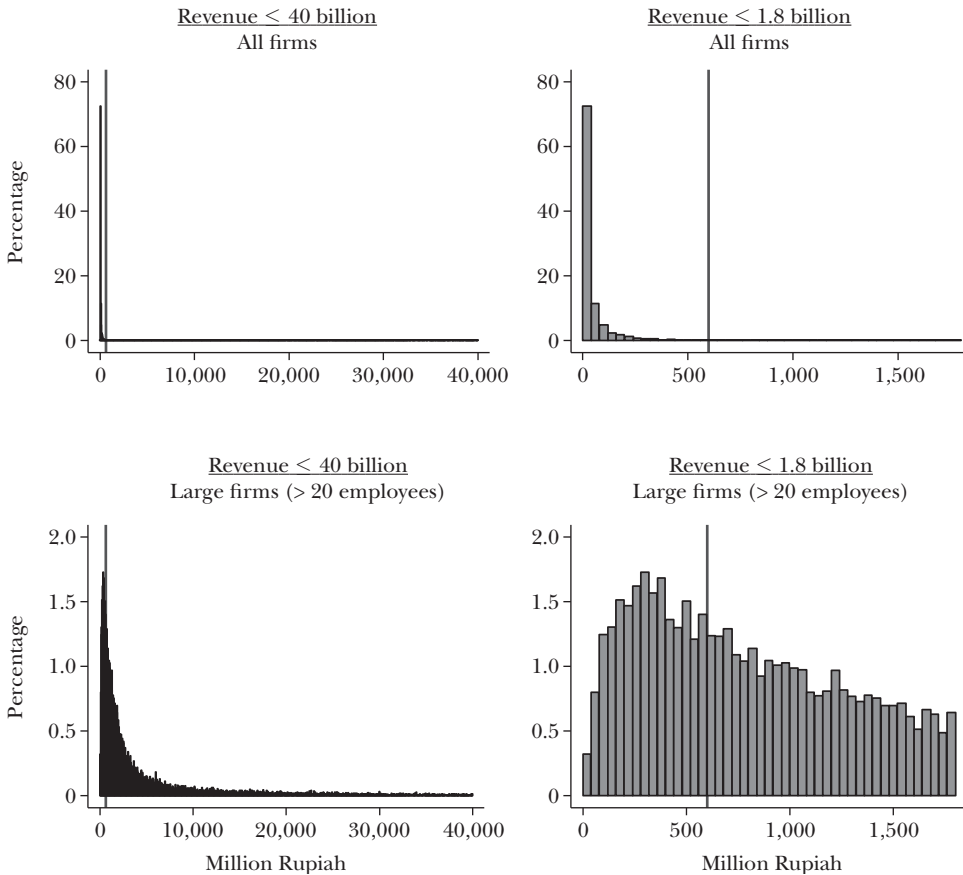 Revenue ≤ 40 billion
All firms
Percentage
80
60
40
20
0
0 10,000 20,000 30,000 40,000
Revenue ≤ 1.8 billion
All firms
80
60
40
20
0
0 500 1,000 1,500
Revenue ≤ 40 billion
Large firms (> 20 employees)
Percentage
2.0
1.5
1.0
0.5
0
0 10,000 20,000 30,000 40,000
Million Rupiah
Revenue ≤ 1.8 billion
Large firms (> 20 employees)
2.0
1.5
1.0
0.5
0
0 500 1,000 1,500
Million Rupiah